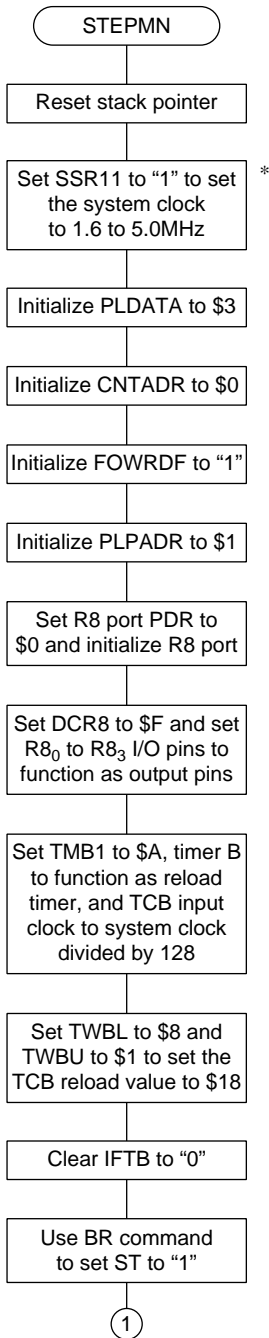 STEPMN
Reset stack pointer
Set SSR11 to “1” to set
the system clock
to 1.6 to 5.0MHz
*
Initialize PLDATA to $3
Initialize CNTADR to $0
Initialize FOWRDF to “1”
Initialize PLPADR to $1
Set R8 port PDR to
$0 and initialize R8 port
Set DCR8 to $F and set
R8₀ to R8₃ I/O pins to
function as output pins
Set TMB1 to $A, timer B
to function as reload
timer, and TCB input
clock to system clock
divided by 128
Set TWBL to $8 and
TWBU to $1 to set the
TCB reload value to $18
Clear IFTB to “0”
Use BR command
to set ST to “1”
1